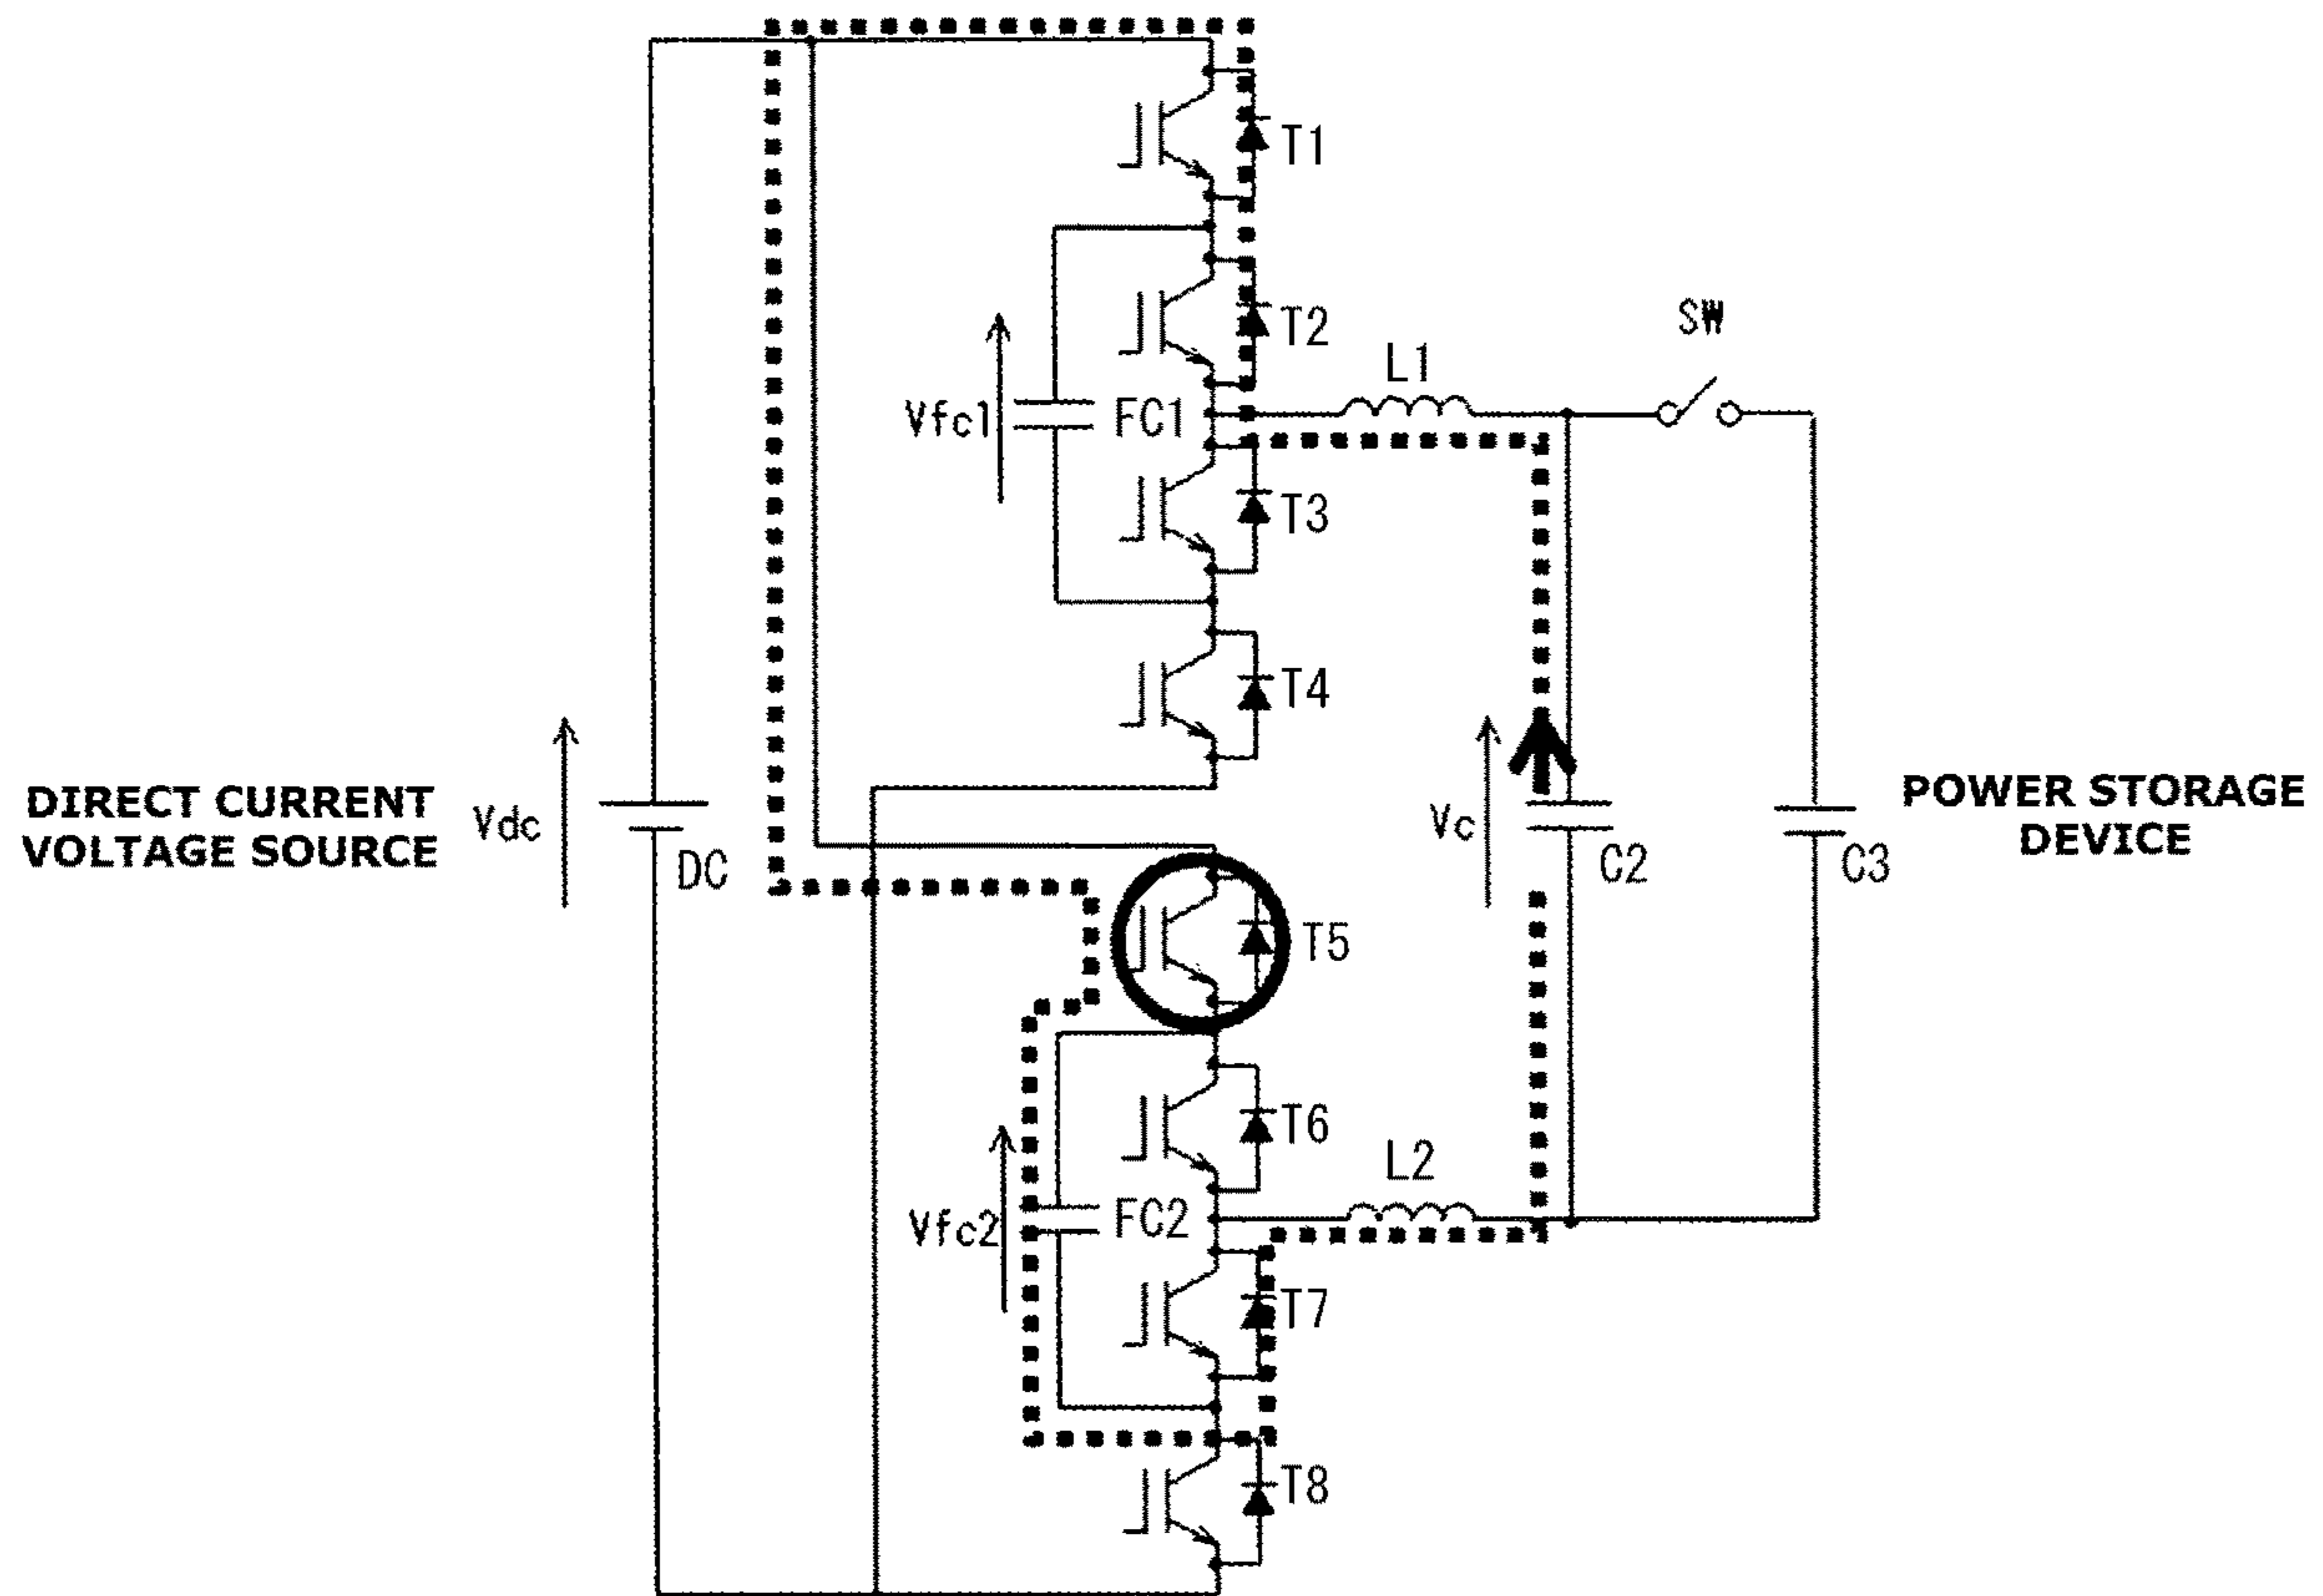 T1
T2
SW
L1
Vfc1
FC1
T3
T4
DIRECT CURRENT
VOLTAGE SOURCE
Vdc
DC
Vc
C2
C3
POWER STORAGE
DEVICE
T5
T6
L2
Vfc2
FC2
T7
T8